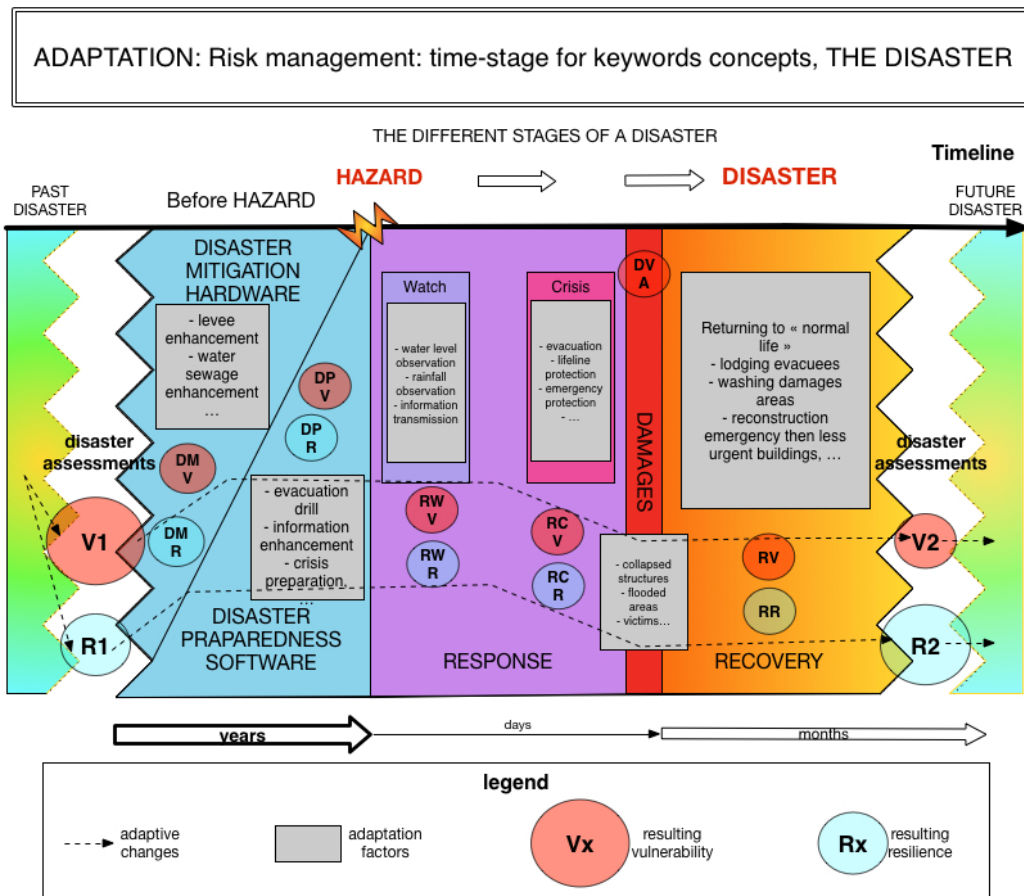 ADAPTATION: Risk management: time-stage for keywords concepts, THE DISASTER
THE DIFFERENT STAGES OF A DISASTER
Timeline
PAST
DISASTER
Before HAZARD
HAZARD
DISASTER
FUTURE
DISASTER
DISASTER
MITIGATION
HARDWARE
- levee
enhancement
- water
sewage
enhancement
...
DP
V
DP
R
DM
V
DM
R
disaster
assessments
V1
R1
- evacuation
drill
- information
enhancement
- crisis
preparation.
...
DISASTER
PRAPAREDNESS
SOFTWARE
Watch
- water level
observation
- rainfall
observation
- information
transmission
RW
V
RW
R
Crisis
- evacuation
- lifeline
protection
- emergency
protection
- ...
RC
V
RC
R
RESPONSE
DV
A
DAMAGES
- collapsed
structures
- flooded
areas
- victims...
Returning to « normal
life »
- lodging evacuees
- washing damages
areas
- reconstruction
emergency then less
urgent buildings, ...
RV
RR
RECOVERY
disaster
assessments
V2
R2
years
days
months
legend
adaptive
changes
adaptation
factors
Vx
resulting
vulnerability
Rx
resulting
resilience